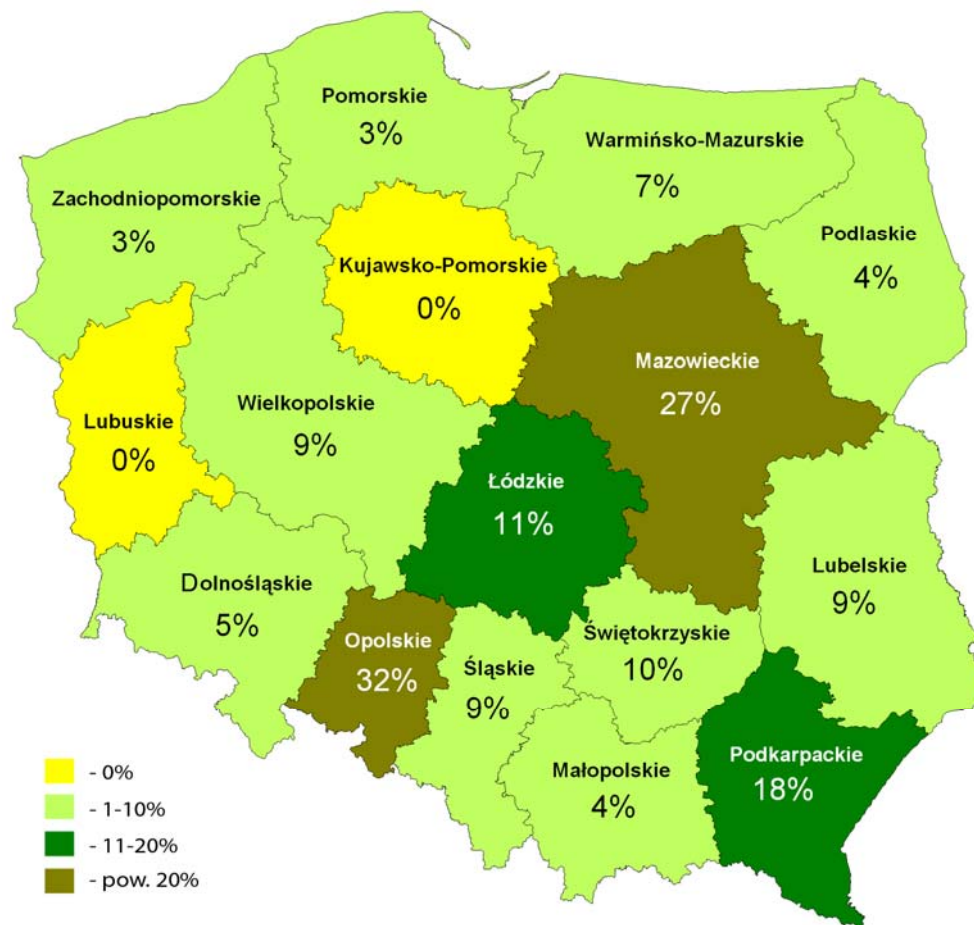 Pomorskie
3%
Warmińsko-Mazurskie
7%
Zachodniopomorskie
3%
Podlaskie
4%
Kujawsko-Pomorskie
0%
Mazowieckie
27%
Wielkopolskie
9%
Lubuskie
0%
Łódzkie
11%
Lubelskie
9%
Dolnośląskie
5%
Opolskie
32%
Świętokrzyskie
10%
Śląskie
9%
Podkarpackie
18%
Małopolskie
4%
- 0%
- 1-10%
- 11-20%
- pow. 20%